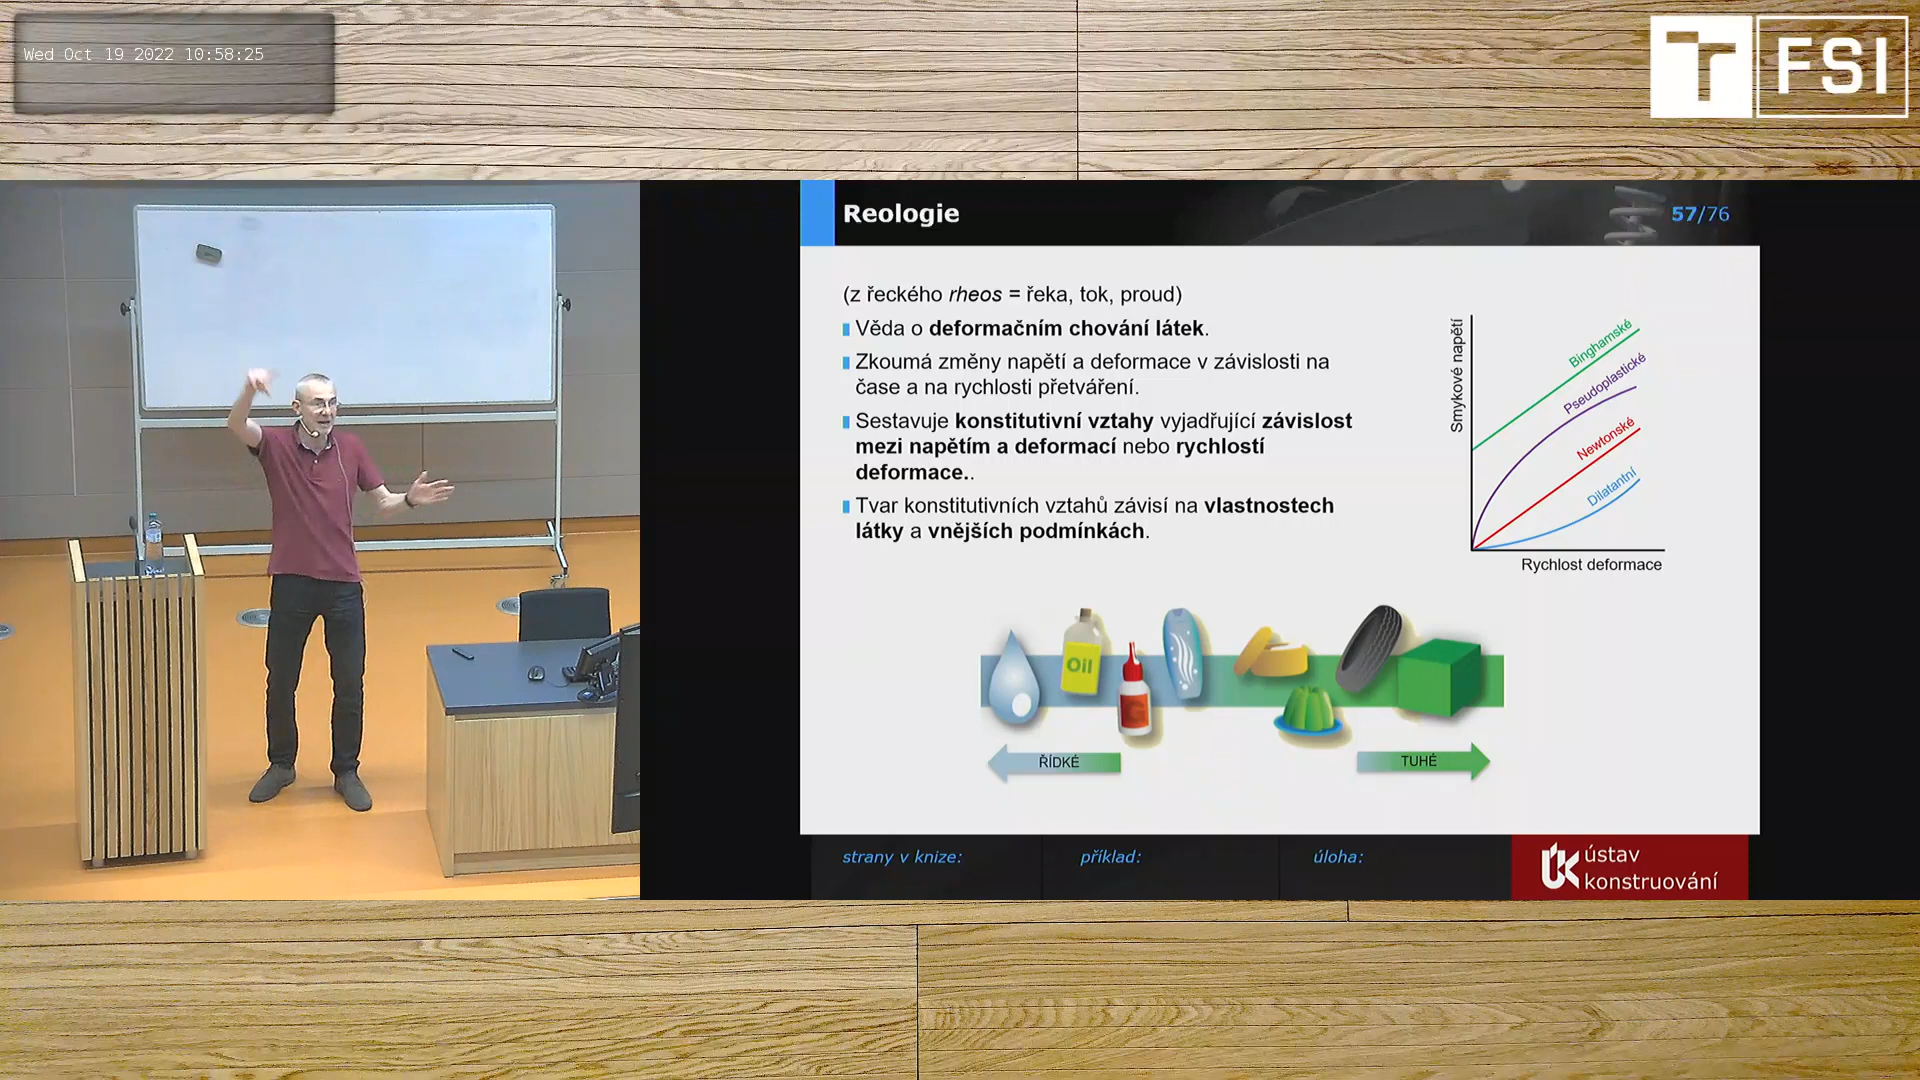 Wed Oct 19 2022 10:58:25
T FSI
Reologie
57/76
(z řeckého rheos = řeka, tok, proud)
Věda o deformačním chování látek.
Zkoumá změny napětí a deformace v závislosti na
čase a na rychlosti přetváření.
Sestavuje konstitutivní vztahy vyjadřující závislost
mezi napětím a deformací nebo rychlostí
deformace..
Tvar konstitutivních vztahů závisí na vlastnostech
látky a vnějších podmínkách.
Smykové napětí
Binghamské
Pseudoplastické
Newtonské
Dilatantní
Rychlost deformace
Oil
ŘÍDKÉ
TUHÉ
strany v knize:
příklad:
úloha:
ÚK ústav
konstruování